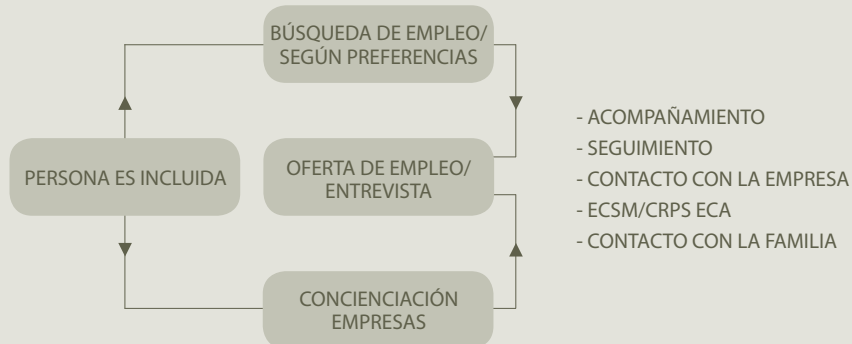 BÚSQUEDA DE EMPLEO/
SEGÚN PREFERENCIAS
PERSONA ES INCLUIDA
OFERTA DE EMPLEO/
ENTREVISTA
CONCIENCIACIÓN
EMPRESAS
- ACOMPAÑAMIENTO
- SEGUIMIENTO
- CONTACTO CON LA EMPRESA
- ECSM/CRPS ECA
- CONTACTO CON LA FAMILIA